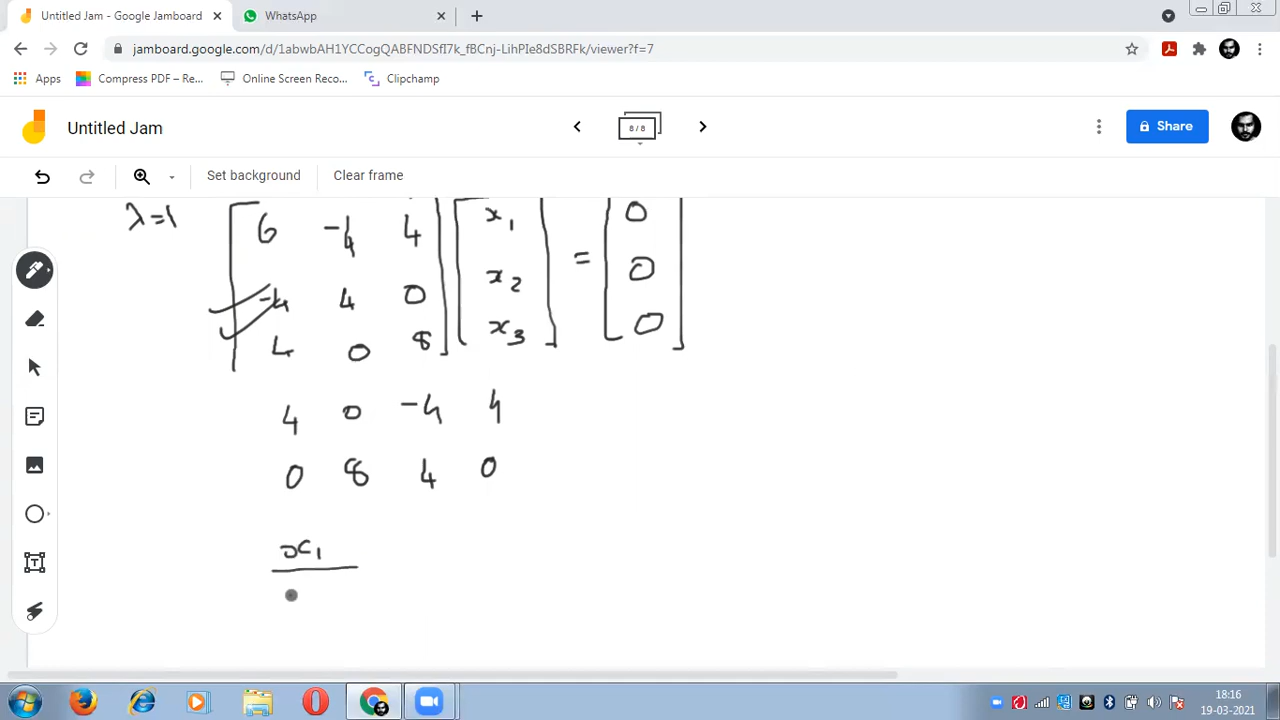 Untitled Jam - Google Jamboard
WhatsApp
jamboard.google.com/d/1abwbAH1YCCogQABFNDSfI7k_fBCnj-LihPIe8dSBRFk/viewer?f=7
Apps Compress PDF – Re... Online Screen Reco... Clipchamp
Untitled Jam
8 / 8
Share
Set background Clear frame
λ=1
6 -4 4 x1 = 0
-4 4 0 x2 0
4 0 8 x3 0
4 0 -4 4
0 8 4 0
x1
18:16
19-03-2021